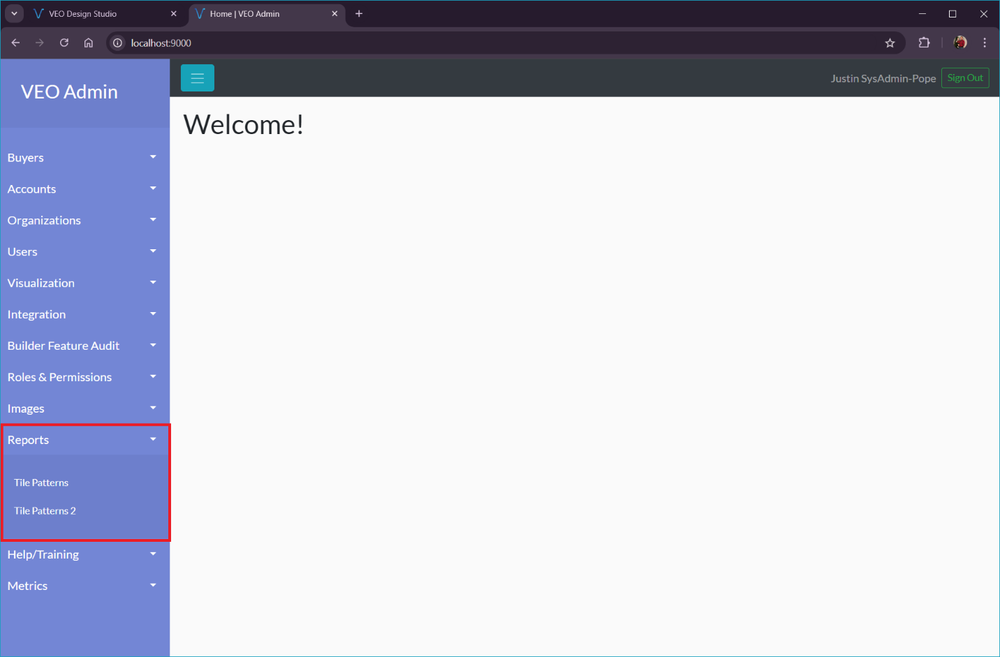 VEO Design Studio
Home | VEO Admin
localhost:9000
VEO Admin
Justin SysAdmin-Pope
Sign Out
Welcome!
Buyers
Accounts
Organizations
Users
Visualization
Integration
Builder Feature Audit
Roles & Permissions
Images
Reports
Tile Patterns
Tile Patterns 2
Help/Training
Metrics